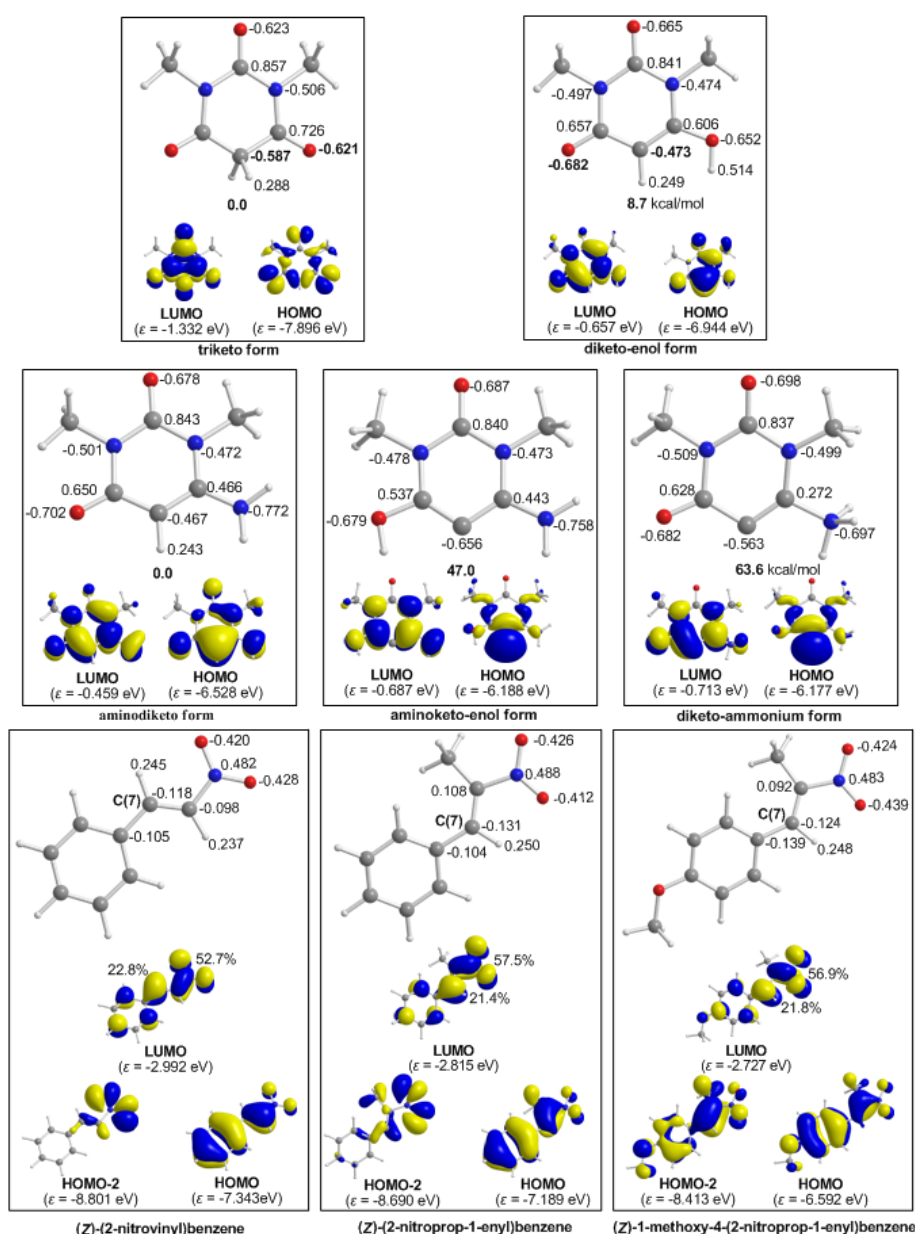 -0.623
0.857
-0.506
0.726
-0.587
-0.621
0.288
0.0
LUMO
(ε = -1.332 eV)
HOMO
(ε = -7.896 eV)
triketo form
-0.665
0.841
-0.497
-0.474
0.657
0.606
-0.652
-0.682
-0.473
0.514
0.249
8.7 kcal/mol
LUMO
(ε = -0.657 eV)
HOMO
(ε = -6.944 eV)
diketo-enol form
-0.678
0.843
-0.501
-0.472
0.650
0.466
-0.702
-0.467
-0.772
0.243
0.0
LUMO
(ε = -0.459 eV)
HOMO
(ε = -6.528 eV)
aminodiketo form
-0.687
0.840
-0.478
-0.473
0.537
0.443
-0.679
-0.758
-0.656
47.0
LUMO
(ε = -0.687 eV)
HOMO
(ε = -6.188 eV)
aminoketo-enol form
-0.698
0.837
-0.509
-0.499
0.628
0.272
-0.682
-0.563
-0.697
63.6 kcal/mol
LUMO
(ε = -0.713 eV)
HOMO
(ε = -6.177 eV)
diketo-ammonium form
-0.420
0.245
0.482
-0.428
C(7)
-0.118
-0.098
-0.105
0.237
22.8%
52.7%
LUMO
(ε = -2.992 eV)
HOMO-2
(ε = -8.801 eV)
HOMO
(ε = -7.343eV)
(Z)-(2-nitrovinyl)benzene
-0.426
0.488
0.108
-0.412
C(7)
-0.131
-0.104
0.250
57.5%
21.4%
LUMO
(ε = -2.815 eV)
HOMO-2
(ε = -8.690 eV)
HOMO
(ε = -7.189 eV)
(Z)-(2-nitroprop-1-enyl)benzene
-0.424
0.092
0.483
-0.439
C(7)
-0.124
-0.139
0.248
56.9%
21.8%
LUMO
(ε = -2.727 eV)
HOMO-2
(ε = -8.413 eV)
HOMO
(ε = -6.592 eV)
(Z)-1-methoxy-4-(2-nitroprop-1-enyl)benzene